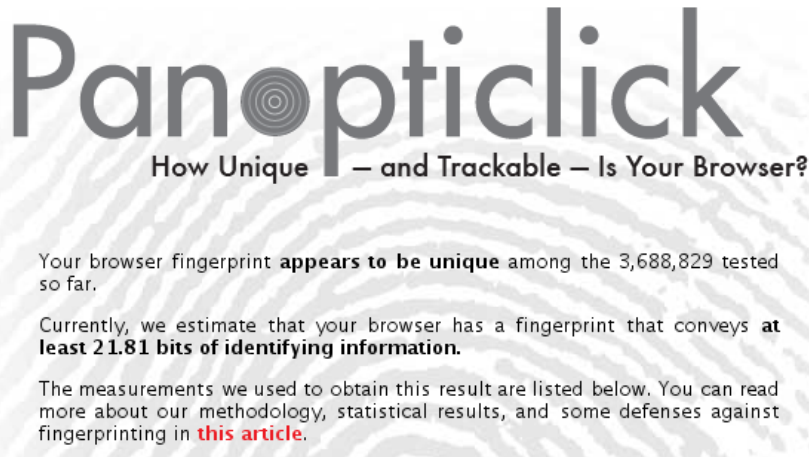 Panopticlick
How Unique – and Trackable – Is Your Browser?
Your browser fingerprint appears to be unique among the 3,688,829 tested
so far.
Currently, we estimate that your browser has a fingerprint that conveys at
least 21.81 bits of identifying information.
The measurements we used to obtain this result are listed below. You can read
more about our methodology, statistical results, and some defenses against
fingerprinting in this article.